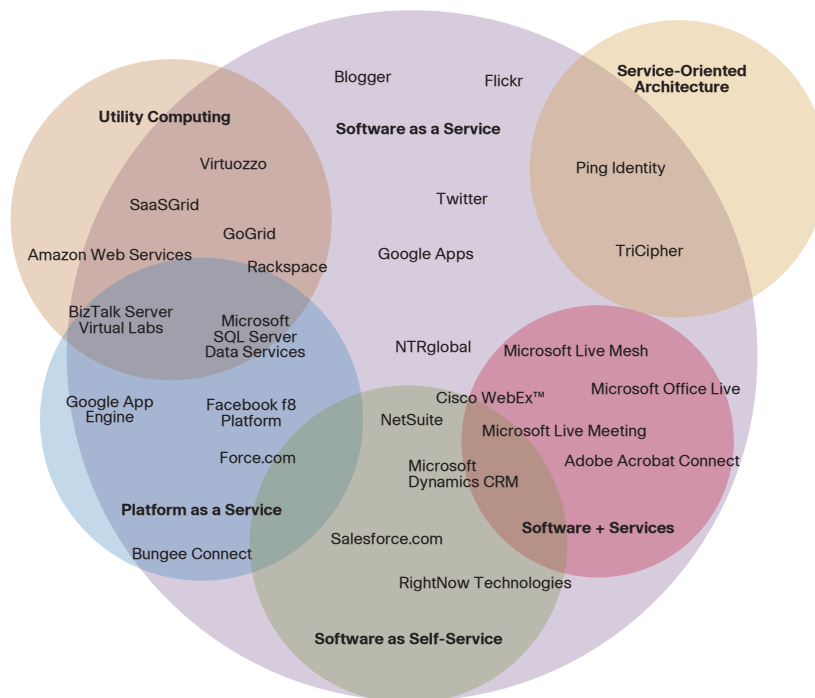 Blogger
Flickr
Service-Oriented
Architecture
Utility Computing
Software as a Service
Virtuozzo
Ping Identity
SaaSGrid
Twitter
GoGrid
Amazon Web Services
Rackspace
Google Apps
TriCipher
BizTalk Server
Virtual Labs
Microsoft
SQL Server
Data Services
NTRglobal
Microsoft Live Mesh
Microsoft Office Live
Google App
Engine
Facebook f8
Platform
Cisco WebEx™
NetSuite
Microsoft Live Meeting
Force.com
Microsoft
Dynamics CRM
Adobe Acrobat Connect
Platform as a Service
Software + Services
Bungee Connect
Salesforce.com
RightNow Technologies
Software as Self-Service